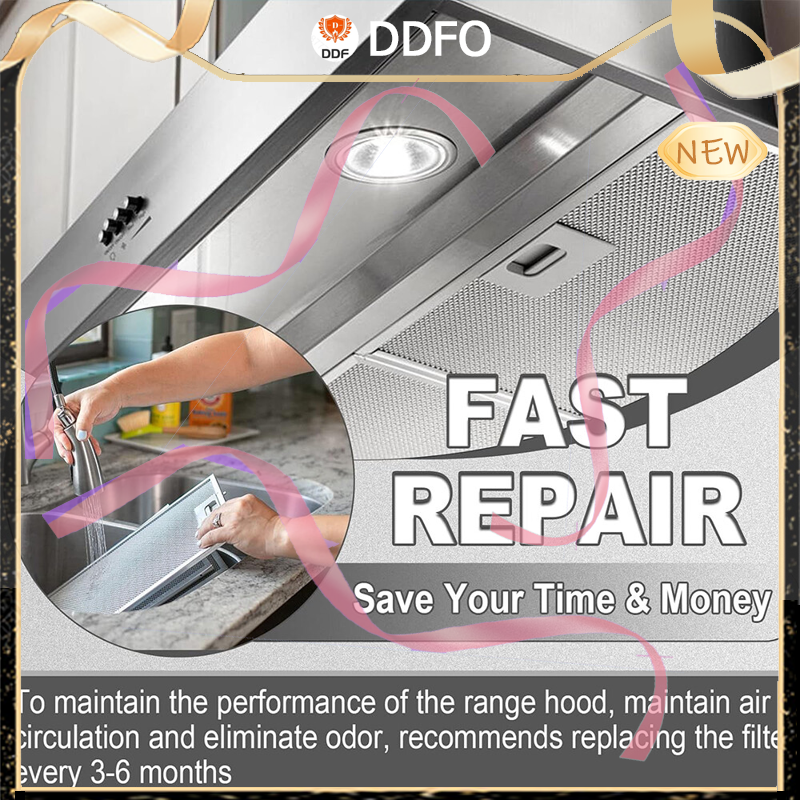 DDF
DDFO
NEW
FAST
REPAIR
Save Your Time & Money
To maintain the performance of the range hood, maintain air
circulation and eliminate odor, recommends replacing the filte
every 3-6 months